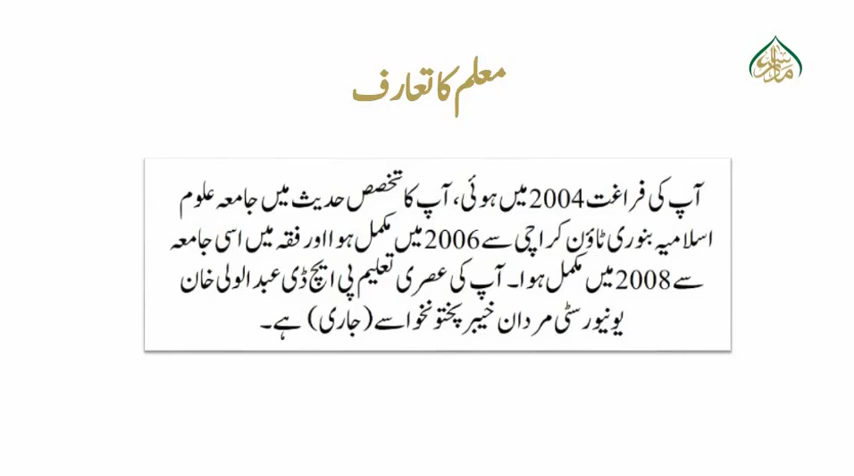 معلم کا تعارف
آپ کی فراغت 2004 میں ہوئی، آپ کا تخصص حدیث میں جامعہ علوم
اسلامیہ بنوری ٹاؤن کراچی سے 2006 میں مکمل ہوا اور فقہ میں اسی جامعہ
سے 2008 میں مکمل ہوا۔ آپ کی عصری تعلیم پی ایچ ڈی عبد الولی خان
یونیورسٹی مردان خیبر پختونخوا سے (جاری) ہے۔